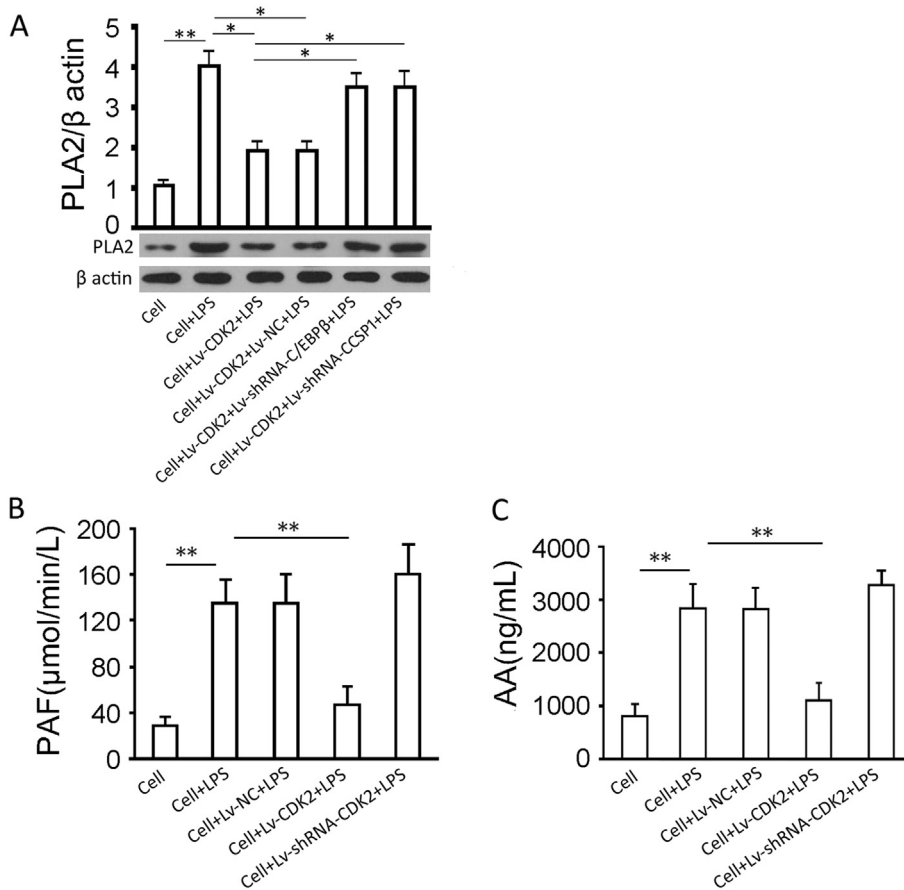 A
PLA2/β actin
5
4
3
2
1
0
**
*
*
*
*
PLA2
β actin
Cell
Cell+LPS
Cell+Lv-CDK2+LPS
Cell+Lv-CDK2+Lv-NC+LPS
Cell+Lv-CDK2+Lv-shRNA-C/EBPβ+LPS
Cell+Lv-CDK2+Lv-shRNA-CCSP1+LPS
B
PAF(μmol/min/L)
200
160
120
80
40
0
**
**
Cell
Cell+LPS
Cell+Lv-NC+LPS
Cell+Lv-CDK2+LPS
Cell+Lv-shRNA-CDK2+LPS
C
AA(ng/mL)
4000
3000
2000
1000
0
**
**
Cell
Cell+LPS
Cell+Lv-NC+LPS
Cell+Lv-CDK2+LPS
Cell+Lv-shRNA-CDK2+LPS